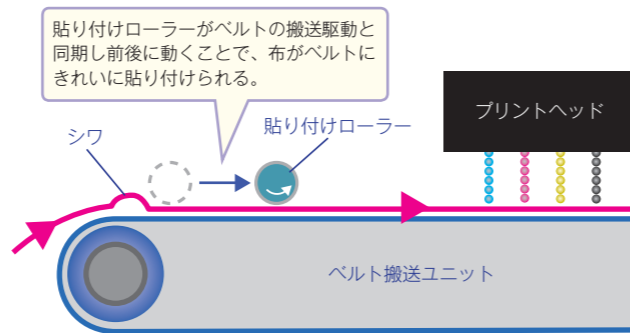 貼り付けローラーがベルトの搬送駆動と
同期し前後に動くことで、布がベルトに
きれいに貼り付けられる。
プリントヘッド
貼り付けローラー
シワ
ベルト搬送ユニット